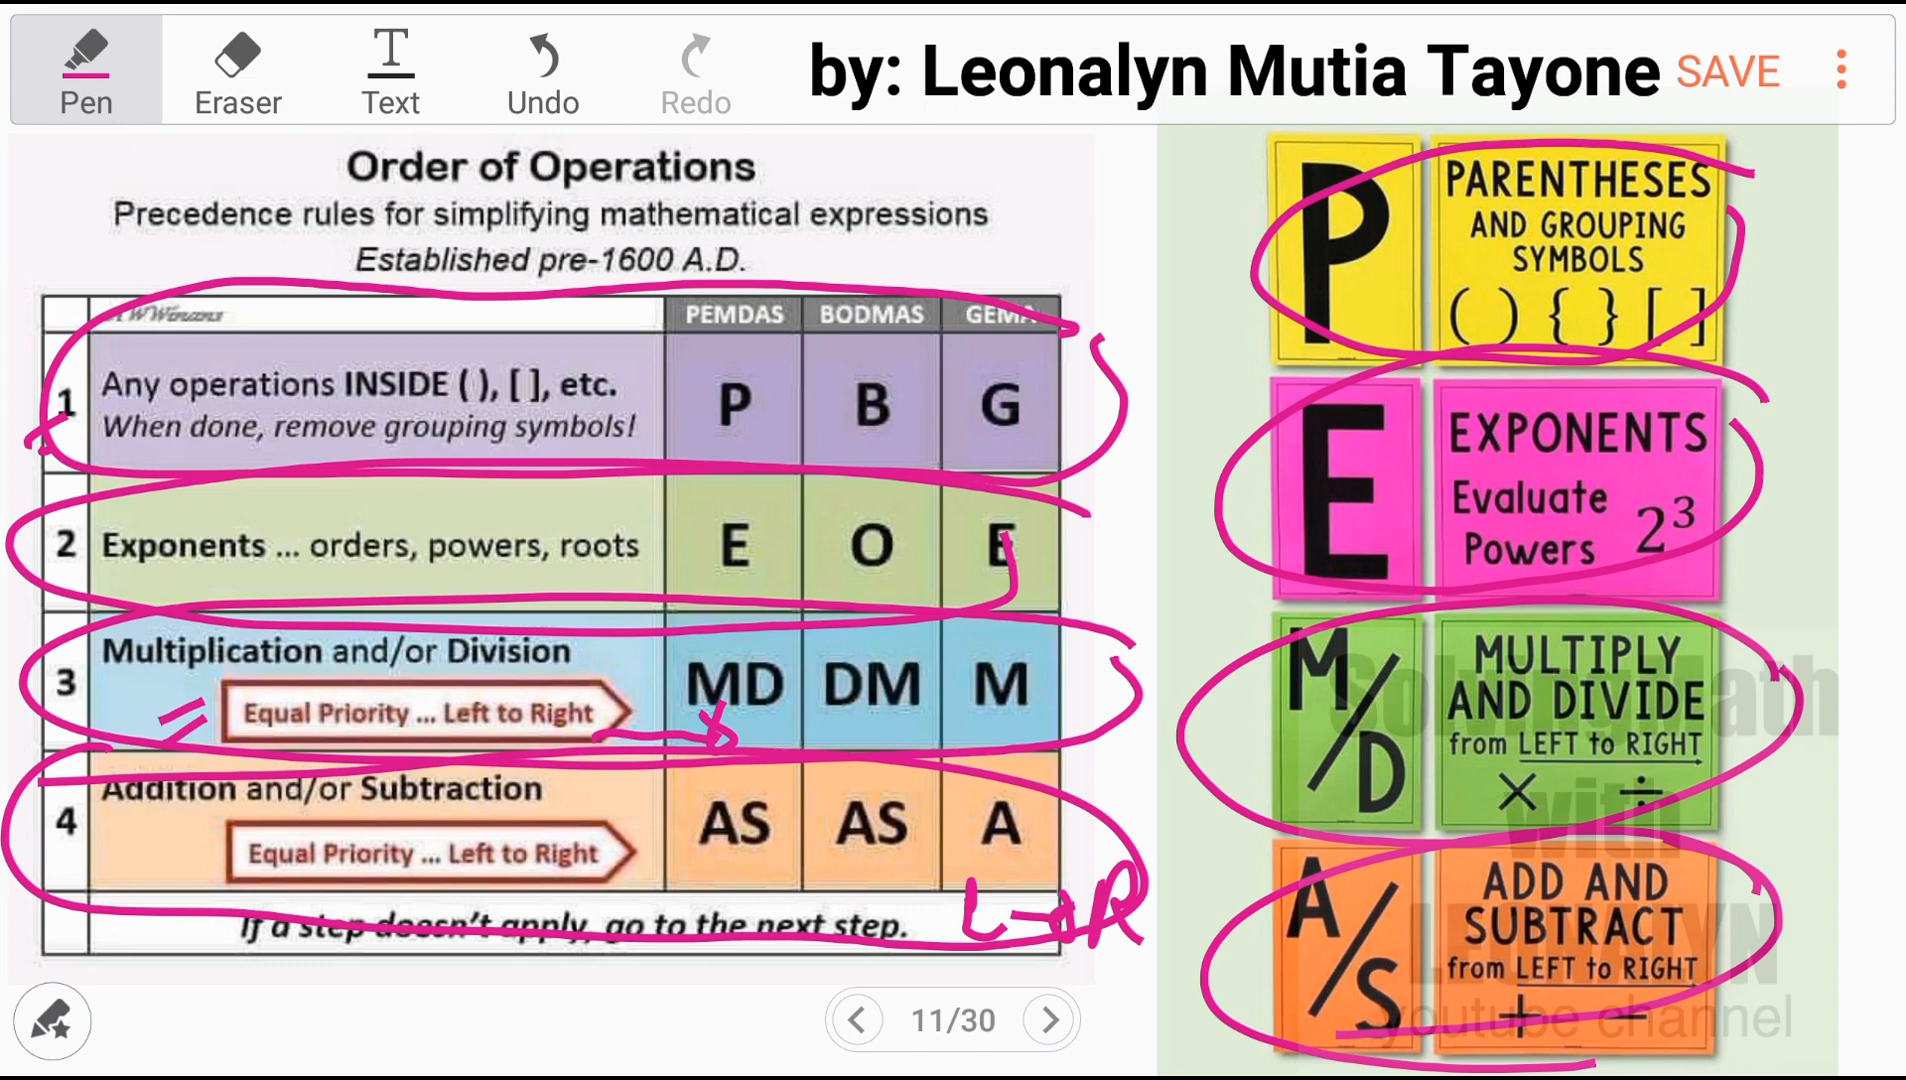 Pen
Eraser
Text
Undo
Redo
by: Leonalyn Mutia Tayone
SAVE
Order of Operations
Precedence rules for simplifying mathematical expressions
Established pre-1600 A.D.
PEMDAS BODMAS GEMA
1 Any operations INSIDE ( ), [ ], etc. P B G
When done, remove grouping symbols!
2 Exponents ... orders, powers, roots E O E
3 Multiplication and/or Division MD DM M
= Equal Priority ... Left to Right
4 Addition and/or Subtraction AS AS A
Equal Priority ... Left to Right
If a step doesn't apply, go to the next step.
L→R
11/30
P PARENTHESES
AND GROUPING
SYMBOLS
( ) { } [ ]
E EXPONENTS
Evaluate
Powers 2³
M/D MULTIPLY
AND DIVIDE
from LEFT to RIGHT
× ÷
A/S ADD AND
SUBTRACT
from LEFT to RIGHT
+ −
Solving Math
with
LEONALYN
youtube channel